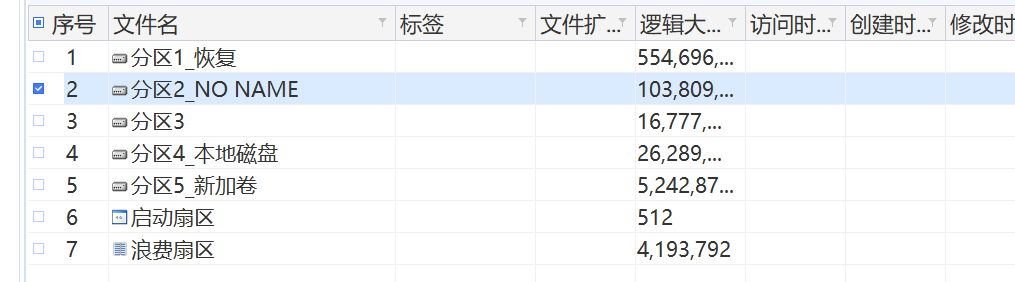 序号 文件名 标签 文件扩... 逻辑大... 访问时... 创建时... 修改时
1 分区1_恢复 554,696,...
2 分区2_NO NAME 103,809,...
3 分区3 16,777,...
4 分区4_本地磁盘 26,289,...
5 分区5_新加卷 5,242,87...
6 启动扇区 512
7 浪费扇区 4,193,792